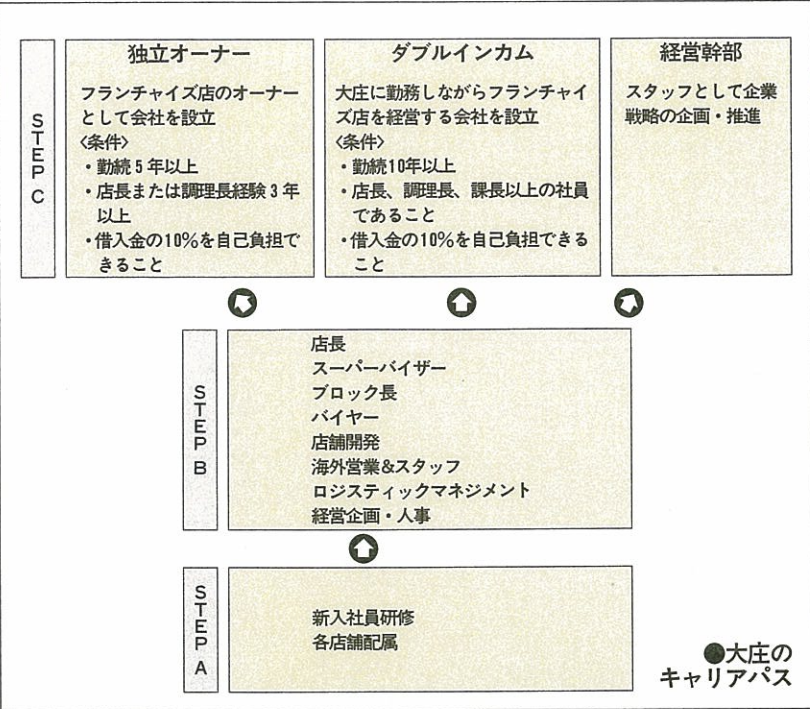 STEP C
独立オーナー
フランチャイズ店のオーナー
として会社を設立
〈条件〉
・勤続5年以上
・店長または調理長経験3年
以上
・借入金の10%を自己負担で
きること
ダブルインカム
大庄に勤務しながらフランチャイ
ズ店を経営する会社を設立
〈条件〉
・勤続10年以上
・店長、調理長、課長以上の社員
であること
・借入金の10%を自己負担できる
こと
経営幹部
スタッフとして企業
戦略の企画・推進
STEP B
店長
スーパーバイザー
ブロック長
バイヤー
店舗開発
海外営業&スタッフ
ロジスティックマネジメント
経営企画・人事
STEP A
新入社員研修
各店舗配属
●大庄の
キャリアパス